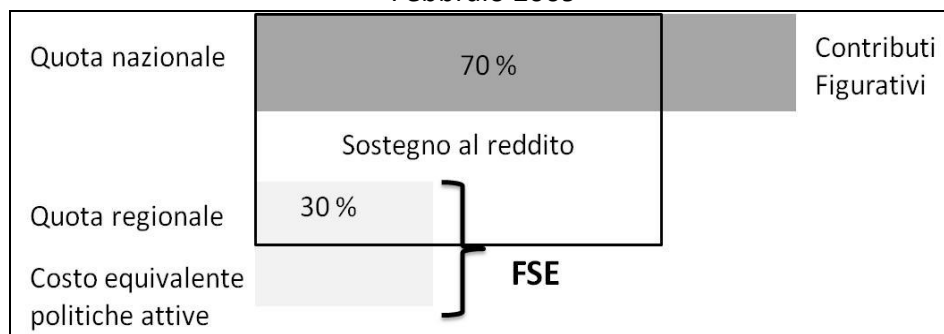 Quota nazionale
70 %
Contributi
Figurativi
Sostegno al reddito
Quota regionale
30 %
Costo equivalente
politiche attive
FSE